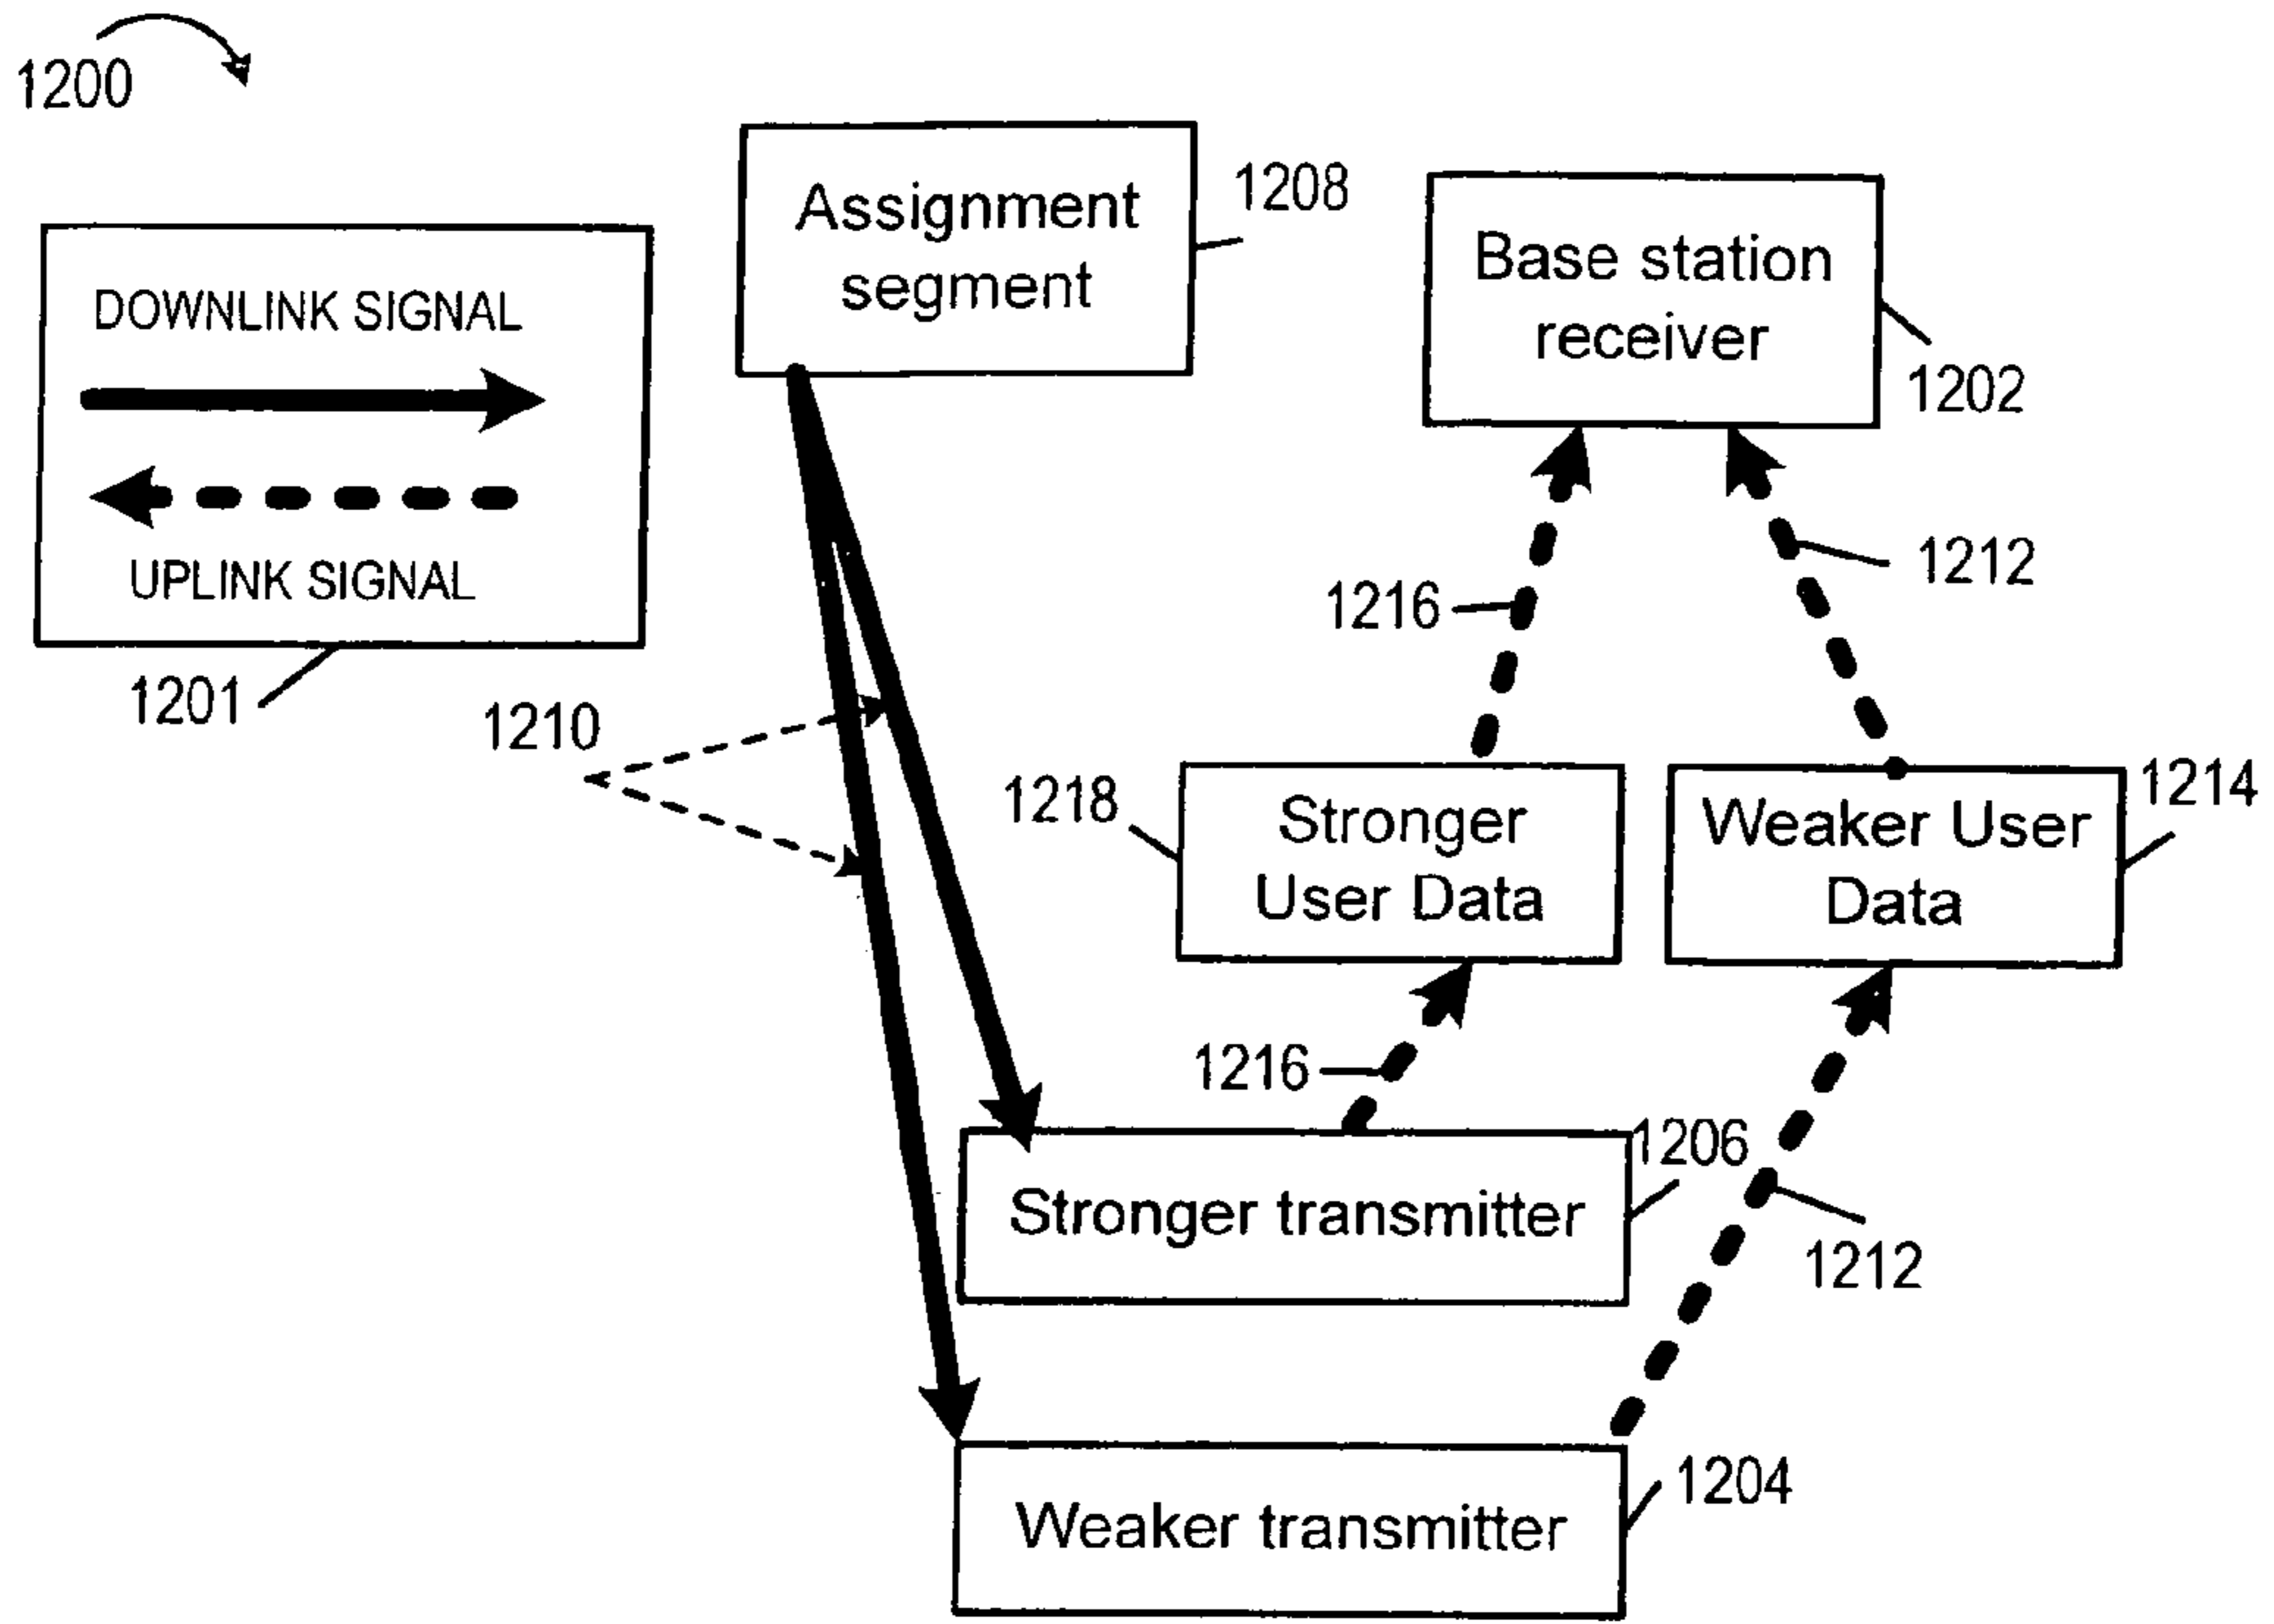 1200
Assignment
segment
1208
Base station
receiver
1202
DOWNLINK SIGNAL
UPLINK SIGNAL
1201
1210
1216
1212
1218
Stronger
User Data
Weaker User
Data
1214
1216
1206
Stronger transmitter
1212
1204
Weaker transmitter